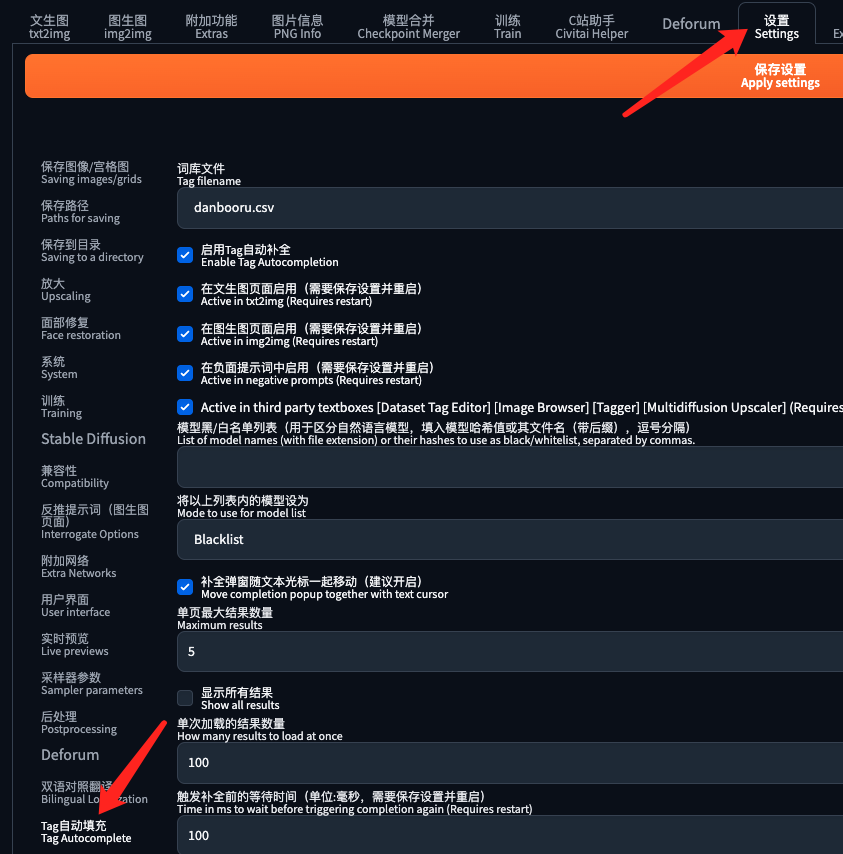 文生图
txt2img
图生图
img2img
附加功能
Extras
图片信息
PNG Info
模型合并
Checkpoint Merger
训练
Train
C站助手
Civitai Helper
Deforum
设置
Settings
Ex
保存设置
Apply settings
保存图像/宫格图
Saving images/grids
保存路径
Paths for saving
保存到目录
Saving to a directory
放大
Upscaling
面部修复
Face restoration
系统
System
训练
Training
Stable Diffusion
兼容性
Compatibility
反推提示词（图生图
页面）
Interrogate Options
附加网络
Extra Networks
用户界面
User interface
实时预览
Live previews
采样器参数
Sampler parameters
后处理
Postprocessing
Deforum
双语对照翻译
Bilingual Localization
Tag自动填充
Tag Autocomplete
词库文件
Tag filename
danbooru.csv
启用Tag自动补全
Enable Tag Autocompletion
在文生图页面启用（需要保存设置并重启）
Active in txt2img (Requires restart)
在图生图页面启用（需要保存设置并重启）
Active in img2img (Requires restart)
在负面提示词中启用（需要保存设置并重启）
Active in negative prompts (Requires restart)
Active in third party textboxes [Dataset Tag Editor] [Image Browser] [Tagger] [Multidiffusion Upscaler] (Requires
模型黑/白名单列表（用于区分自然语言模型，填入模型哈希值或其文件名（带后缀），逗号分隔）
List of model names (with file extension) or their hashes to use as black/whitelist, separated by commas.
将以上列表内的模型设为
Mode to use for model list
Blacklist
补全弹窗随文本光标一起移动（建议开启）
Move completion popup together with text cursor
单页最大结果数量
Maximum results
5
显示所有结果
Show all results
单次加载的结果数量
How many results to load at once
100
触发补全前的等待时间（单位:毫秒，需要保存设置并重启）
Time in ms to wait before triggering completion again (Requires restart)
100